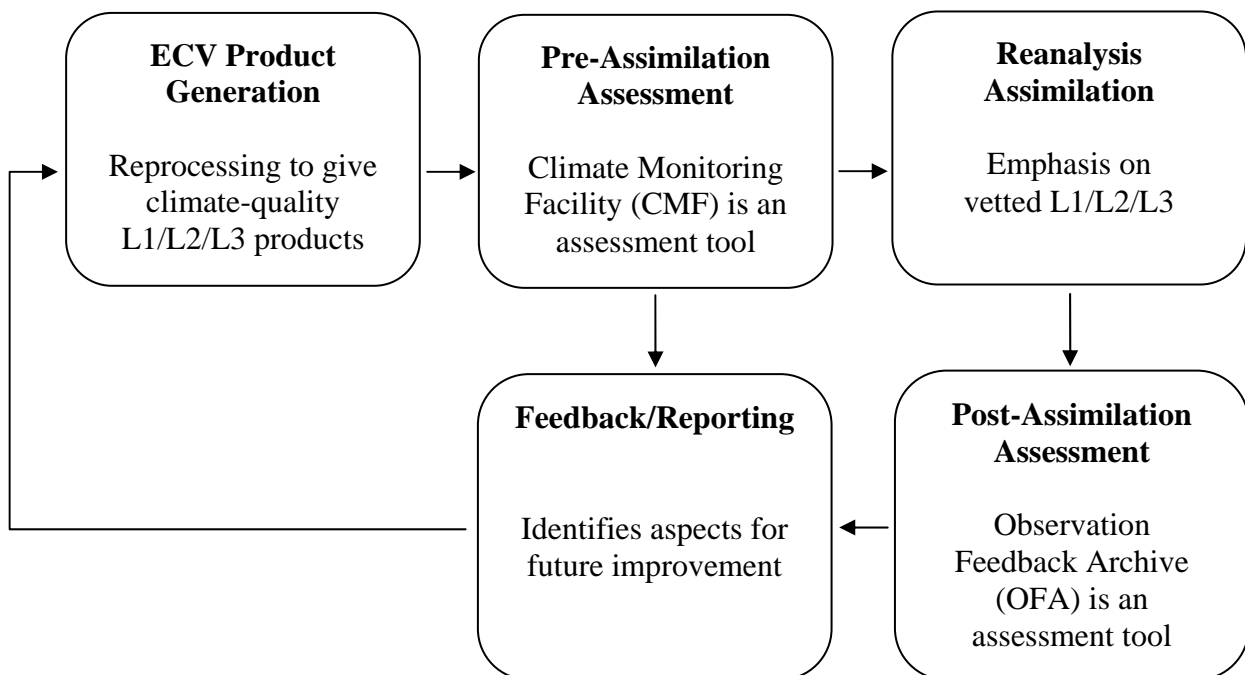 ECV Product
Generation
Reprocessing to give
climate-quality
L1/L2/L3 products
Pre-Assimilation
Assessment
Climate Monitoring
Facility (CMF) is an
assessment tool
Reanalysis
Assimilation
Emphasis on
vetted L1/L2/L3
Feedback/Reporting
Identifies aspects for
future improvement
Post-Assimilation
Assessment
Observation
Feedback Archive
(OFA) is an
assessment tool